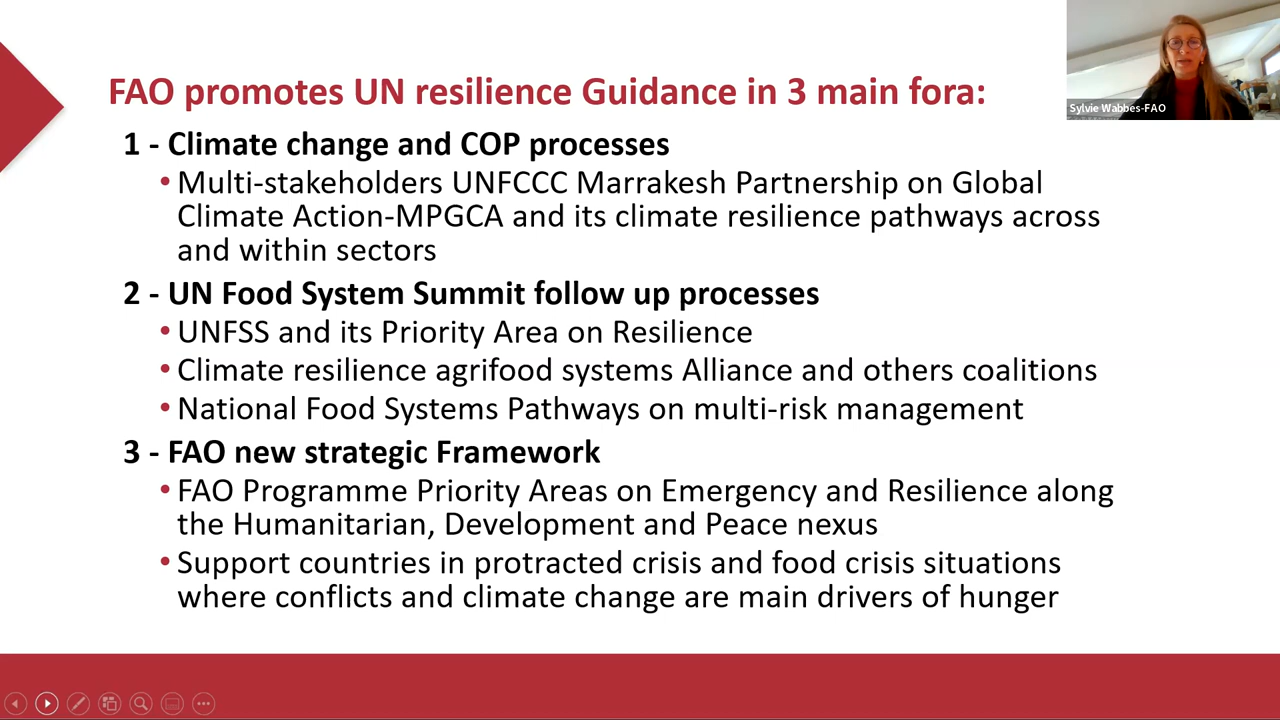 FAO promotes UN resilience Guidance in 3 main fora:
Sylvie Wabbes-FAO
1 - Climate change and COP processes
• Multi-stakeholders UNFCCC Marrakesh Partnership on Global
Climate Action-MPGCA and its climate resilience pathways across
and within sectors
2 - UN Food System Summit follow up processes
• UNFSS and its Priority Area on Resilience
• Climate resilience agrifood systems Alliance and others coalitions
• National Food Systems Pathways on multi-risk management
3 - FAO new strategic Framework
• FAO Programme Priority Areas on Emergency and Resilience along
the Humanitarian, Development and Peace nexus
• Support countries in protracted crisis and food crisis situations
where conflicts and climate change are main drivers of hunger